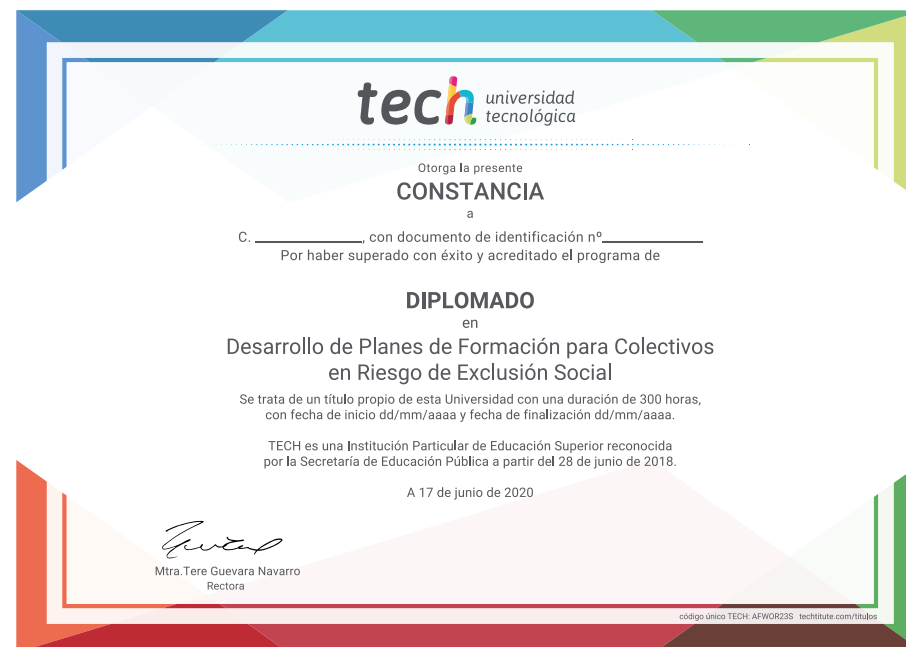 tech universidad
tecnológica
Otorga la presente
CONSTANCIA
a
C. ______________, con documento de identificación nº______________
Por haber superado con éxito y acreditado el programa de
DIPLOMADO
en
Desarrollo de Planes de Formación para Colectivos
en Riesgo de Exclusión Social
Se trata de un título propio de esta Universidad con una duración de 300 horas,
con fecha de inicio dd/mm/aaaa y fecha de finalización dd/mm/aaaa.
TECH es una Institución Particular de Educación Superior reconocida
por la Secretaría de Educación Pública a partir del 28 de junio de 2018.
A 17 de junio de 2020
Mtra.Tere Guevara Navarro
Rectora
código único TECH: AFWOR23S techtitute.com/titulos